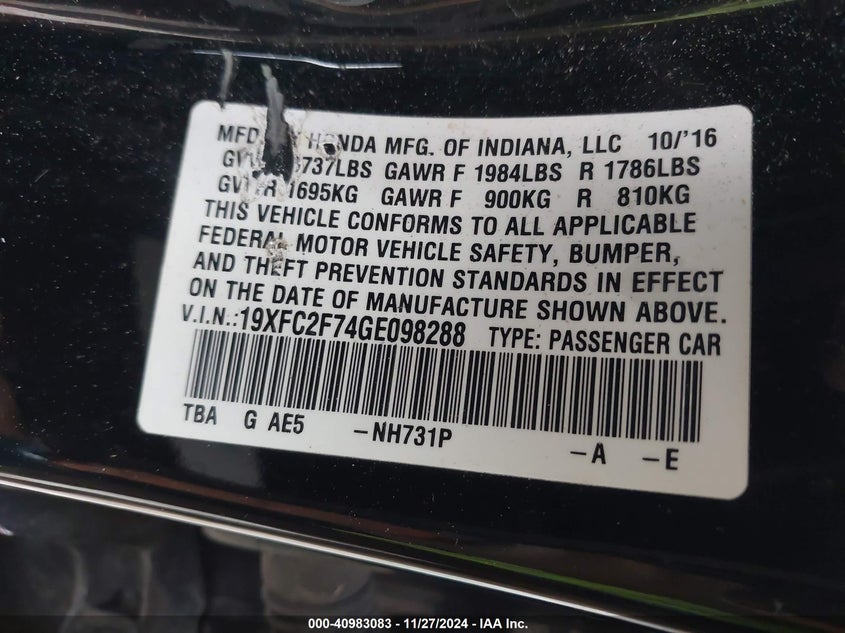 MFD HONDA MFG. OF INDIANA, LLC 10/'16
737LBS GAWR F 1984LBS R 1786LBS
1695KG GAWR F 900KG R 810KG
THIS VEHICLE CONFORMS TO ALL APPLICABLE
FEDERAL MOTOR VEHICLE SAFETY, BUMPER,
AND THEFT PREVENTION STANDARDS IN EFFECT
ON THE DATE OF MANUFACTURE SHOWN ABOVE.
V.I.N.:19XFC2F74GE098288 TYPE: PASSENGER CAR
TBA G AE5 -NH731P -A -E
000-40983083 - 11/27/2024 - IAA Inc.